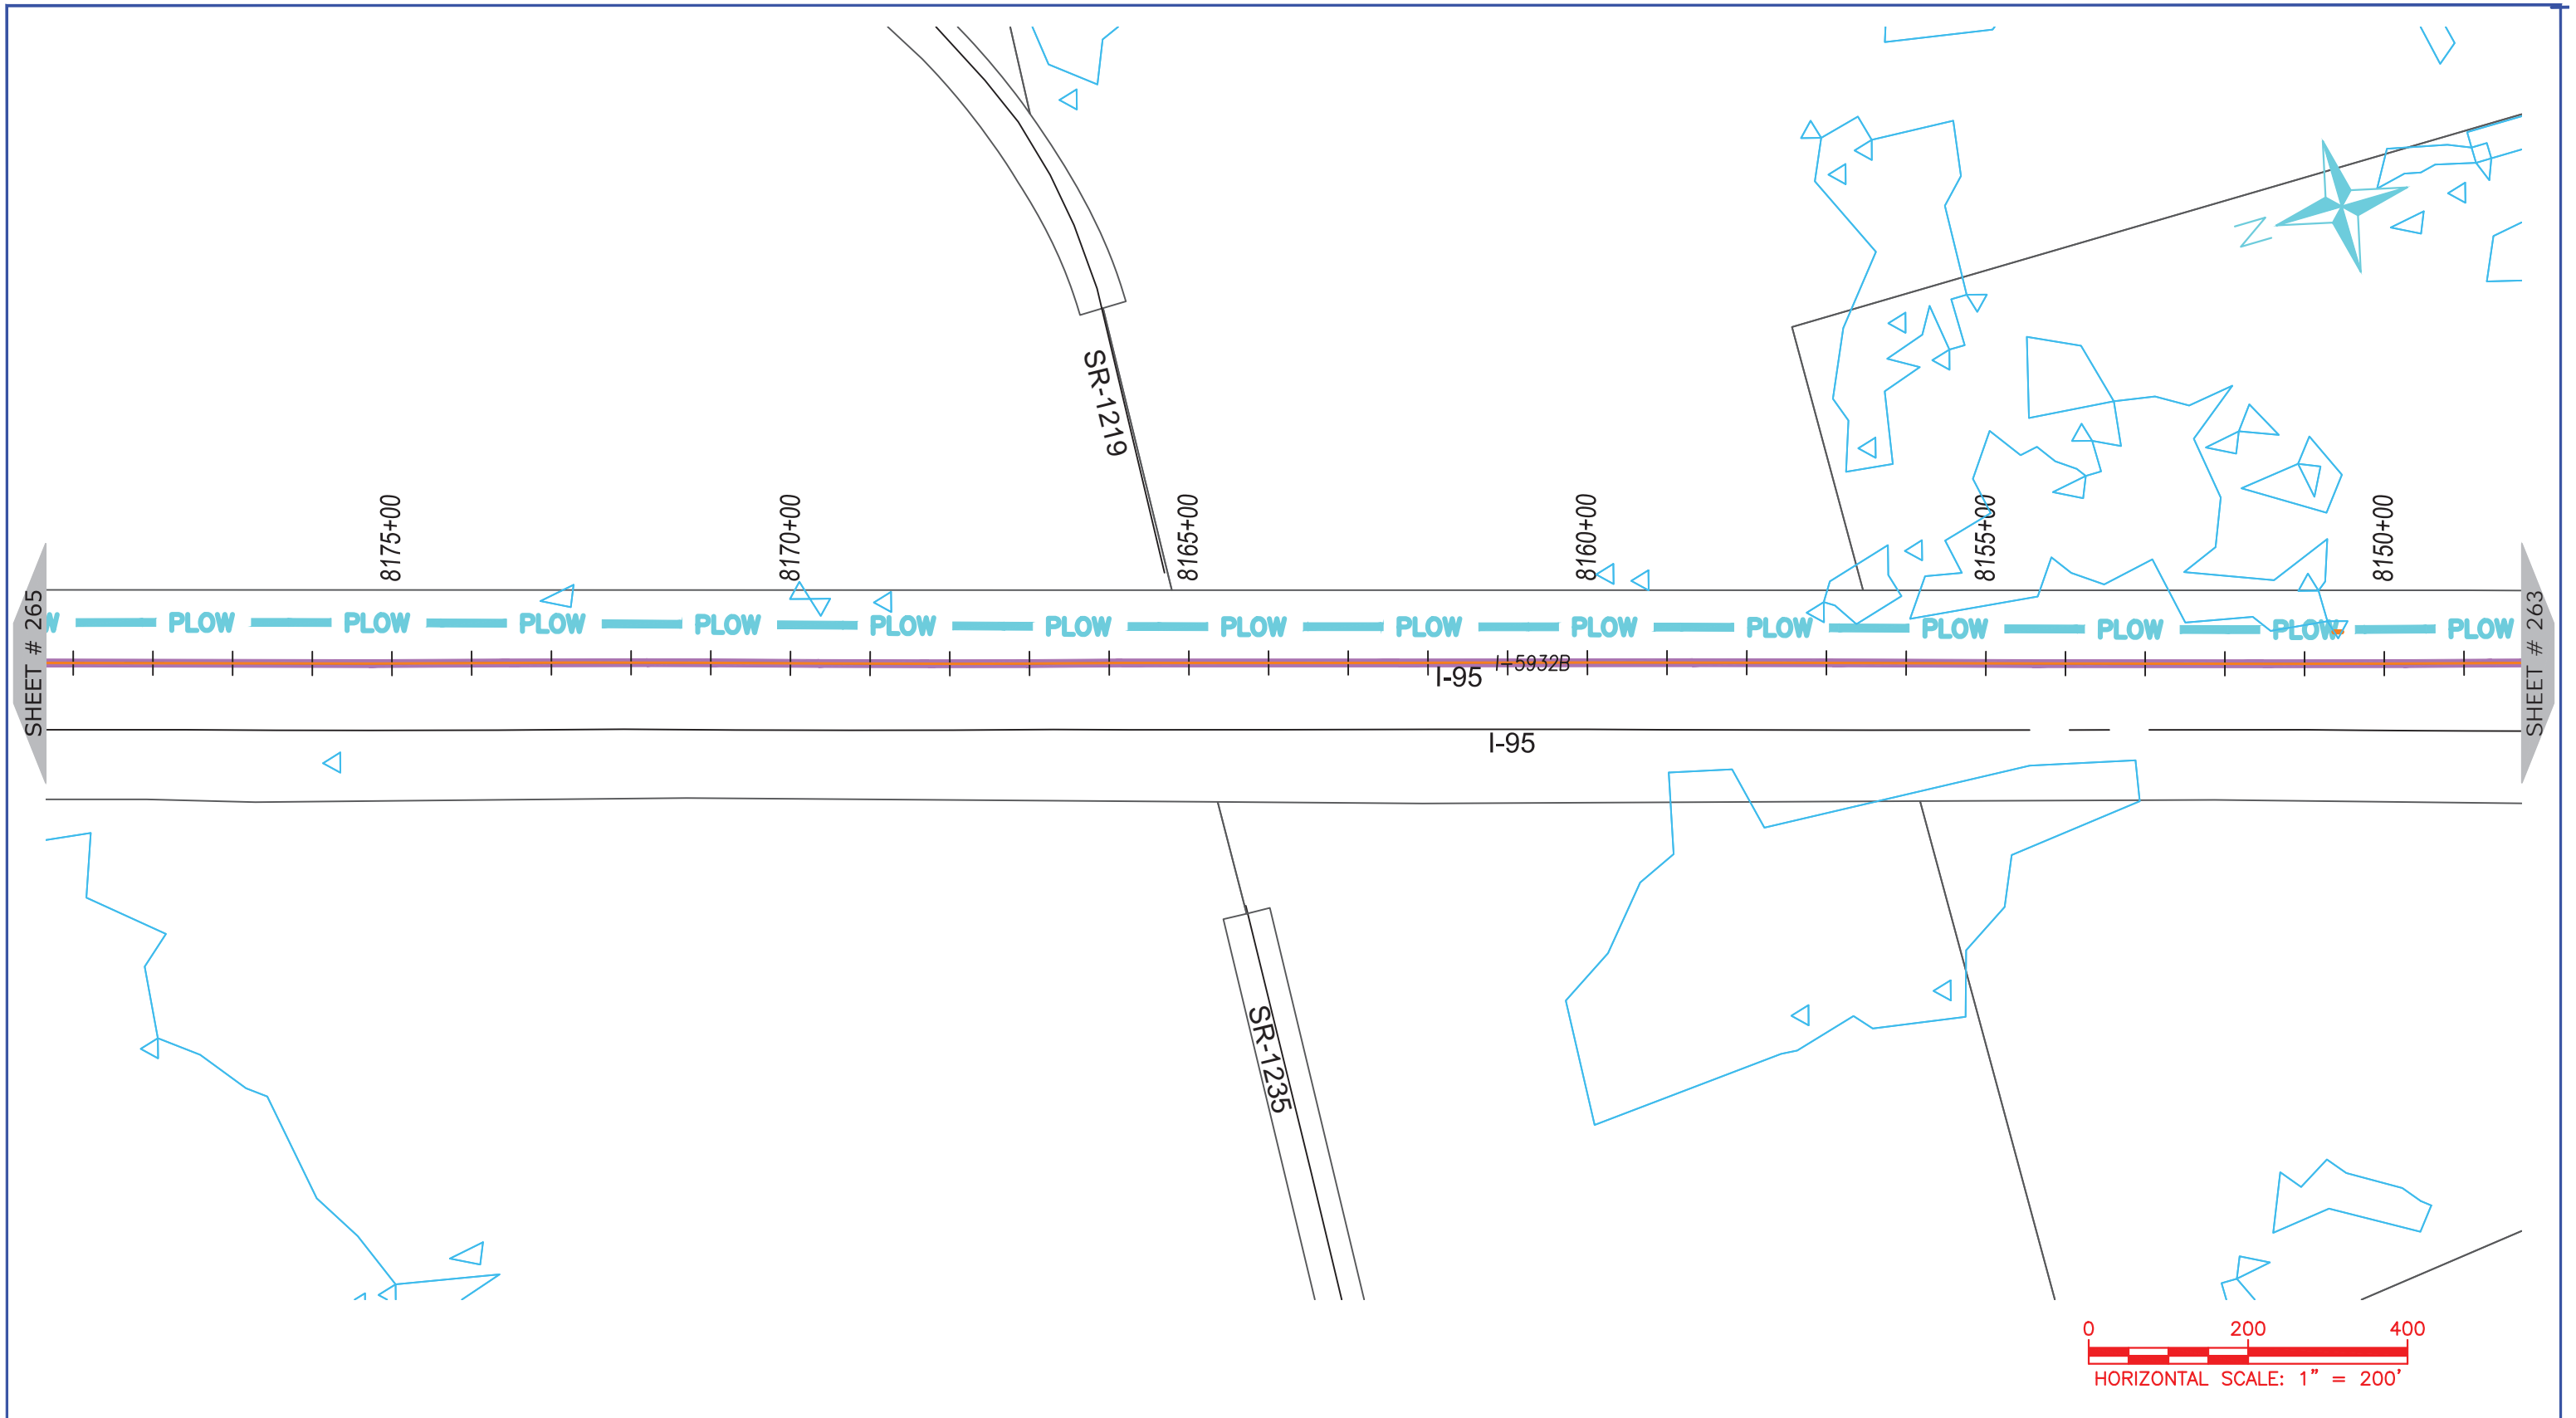 N
SR-1219
8175+00
8170+00
8165+00
8160+00
8155+00
8150+00
SHEET # 265
W PLOW PLOW PLOW PLOW PLOW PLOW PLOW PLOW PLOW PLOW PLOW PLOW PLOW PLOW
SHEET # 263
I-5932B
I-95
I-95
SR-1235
0 200 400
HORIZONTAL SCALE: 1" = 200'